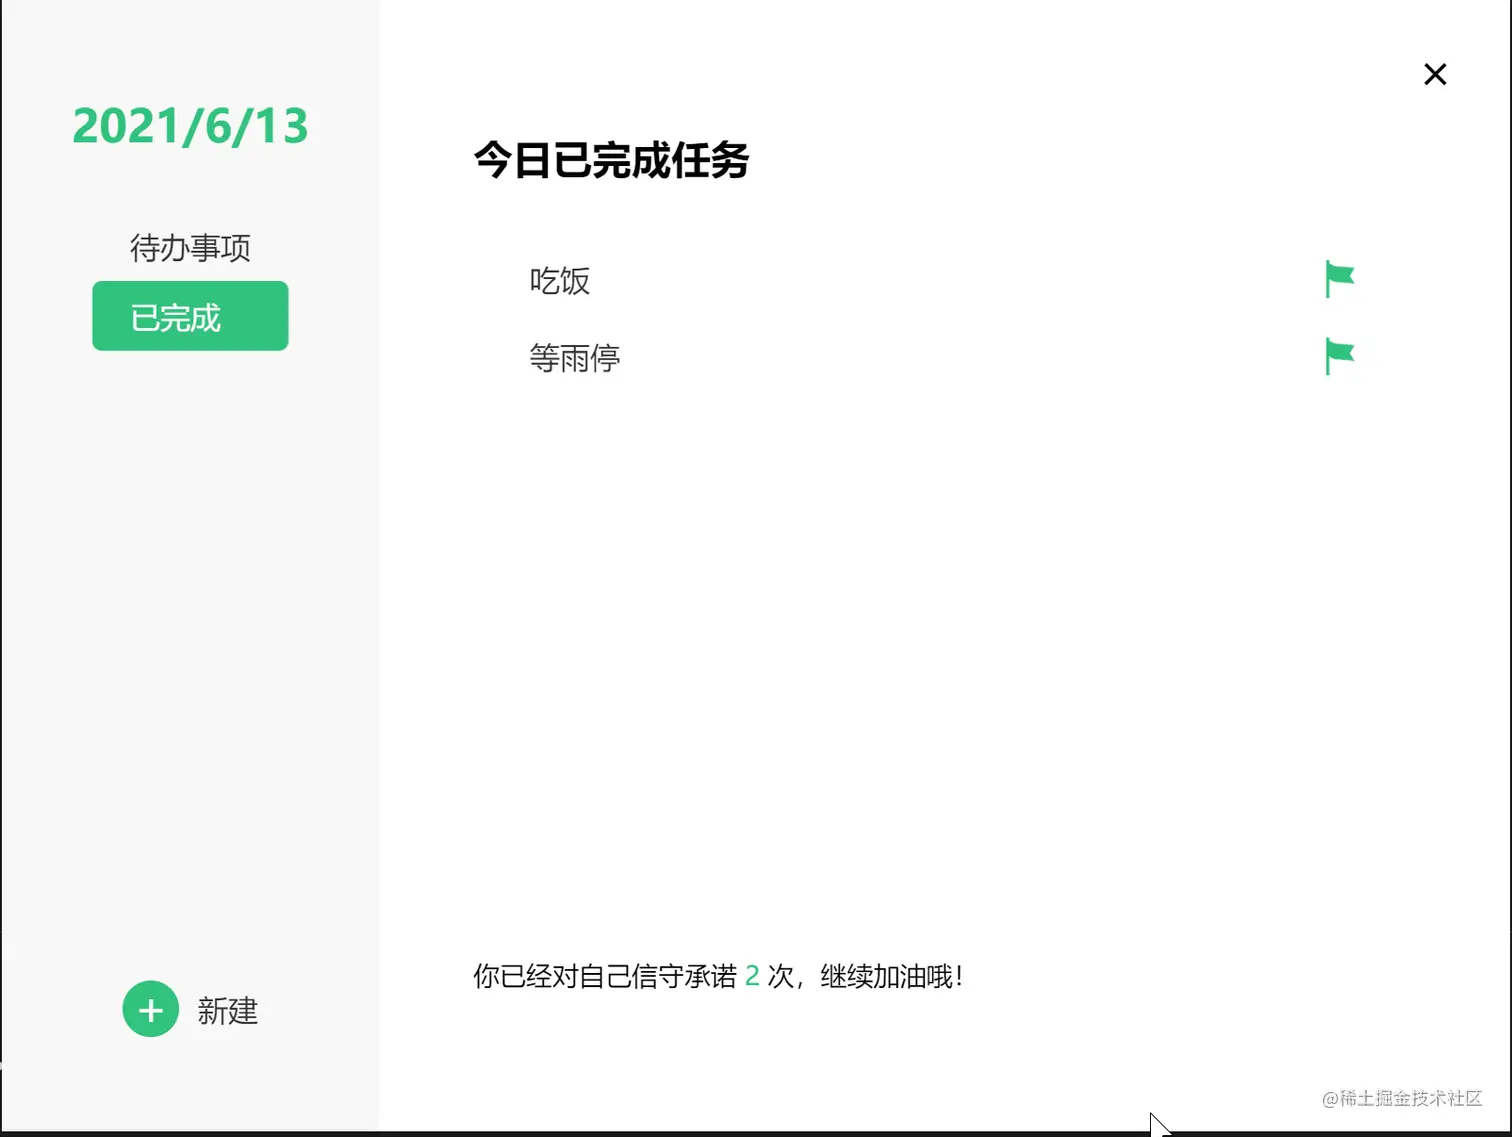 2021/6/13
待办事项
已完成
新建
今日已完成任务
吃饭
等雨停
你已经对自己信守承诺 2 次，继续加油哦！
@稀土掘金技术社区